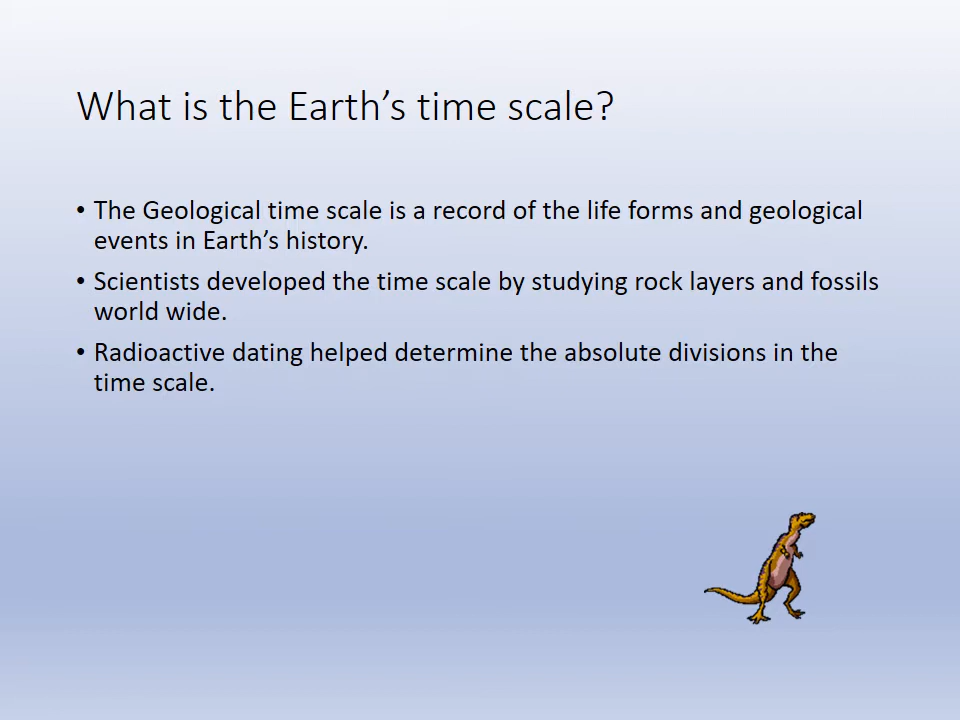 What is the Earth’s time scale?
• The Geological time scale is a record of the life forms and geological
events in Earth’s history.
• Scientists developed the time scale by studying rock layers and fossils
world wide.
• Radioactive dating helped determine the absolute divisions in the
time scale.